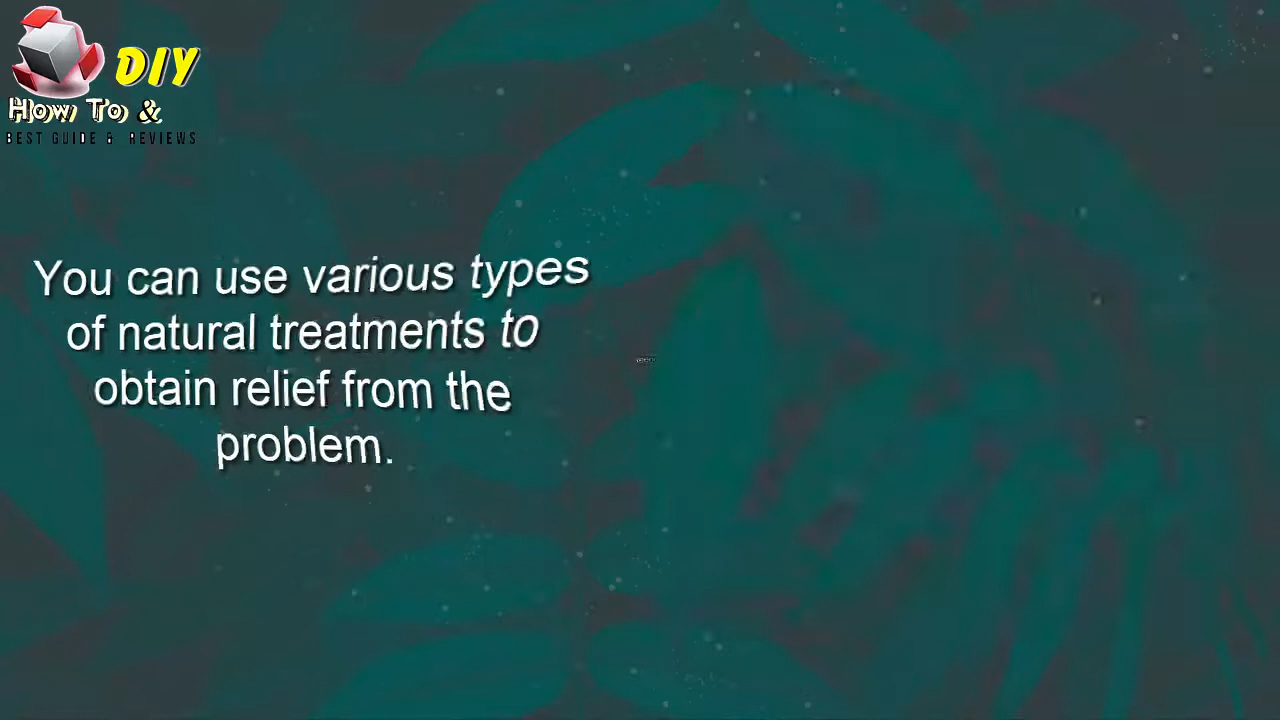 DIY
How To &
BEST GUIDE & REVIEWS
You can use various types
of natural treatments to
obtain relief from the
problem.